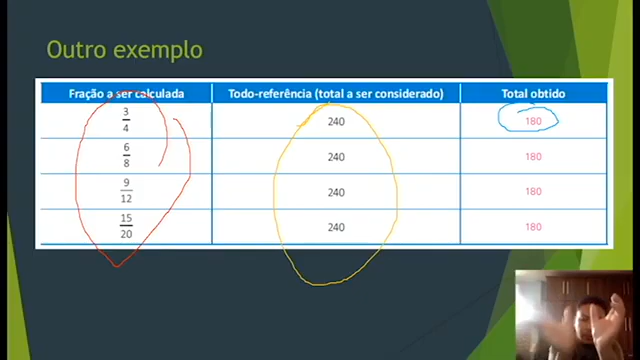 Outro exemplo
Fração a ser calculada Todo-referência (total a ser considerado) Total obtido
3/4 240 180
6/8 240 180
9/12 240 180
15/20 240 180